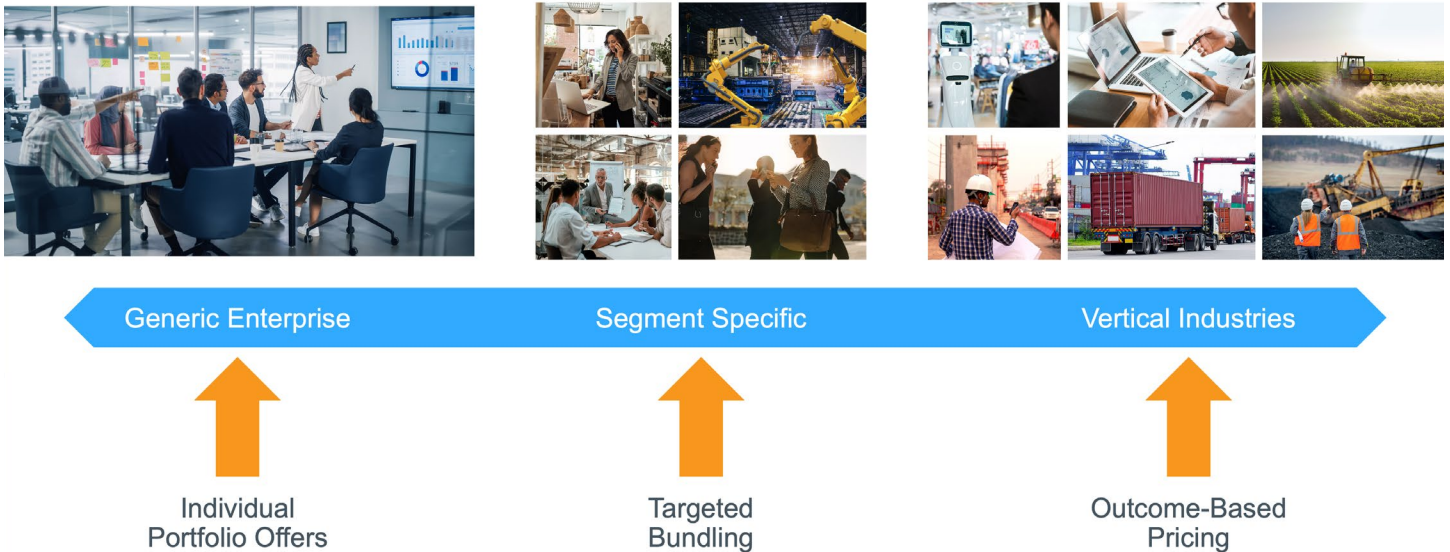 Generic Enterprise
Segment Specific
Vertical Industries
Individual
Portfolio Offers
Targeted
Bundling
Outcome-Based
Pricing